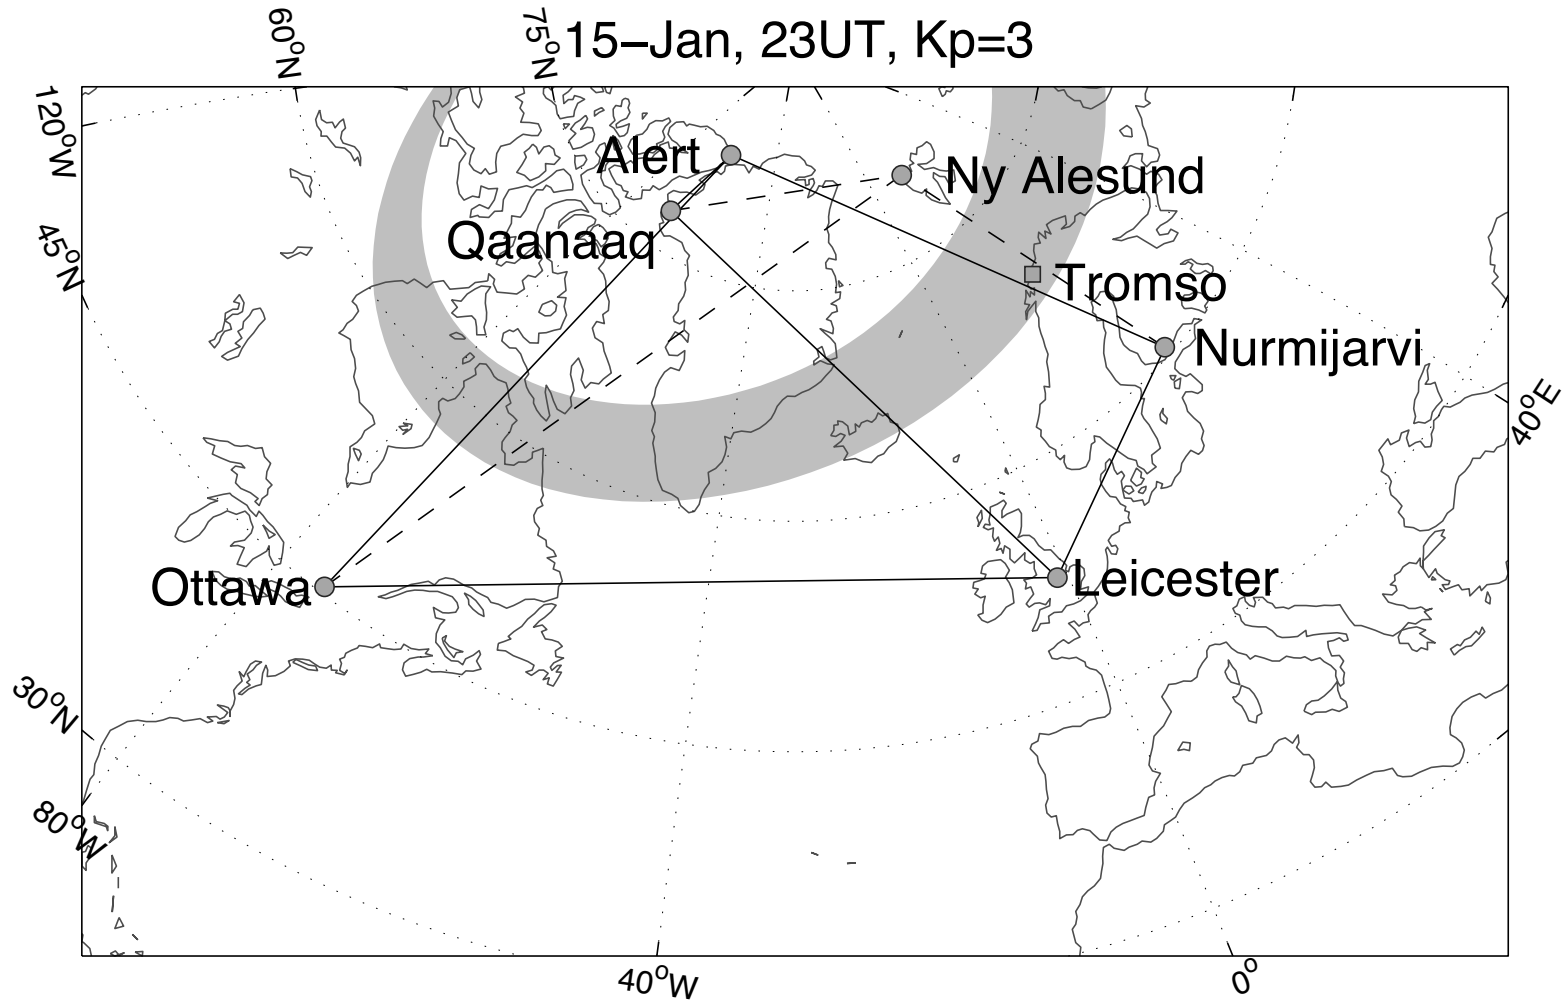 15−Jan, 23UT, Kp=3
60°N
75°N
120°W
Alert
Ny Alesund
Qaanaaq
45°N
Tromso
Nurmijarvi
40°E
Ottawa
Leicester
30°N
80°W
40°W
0°